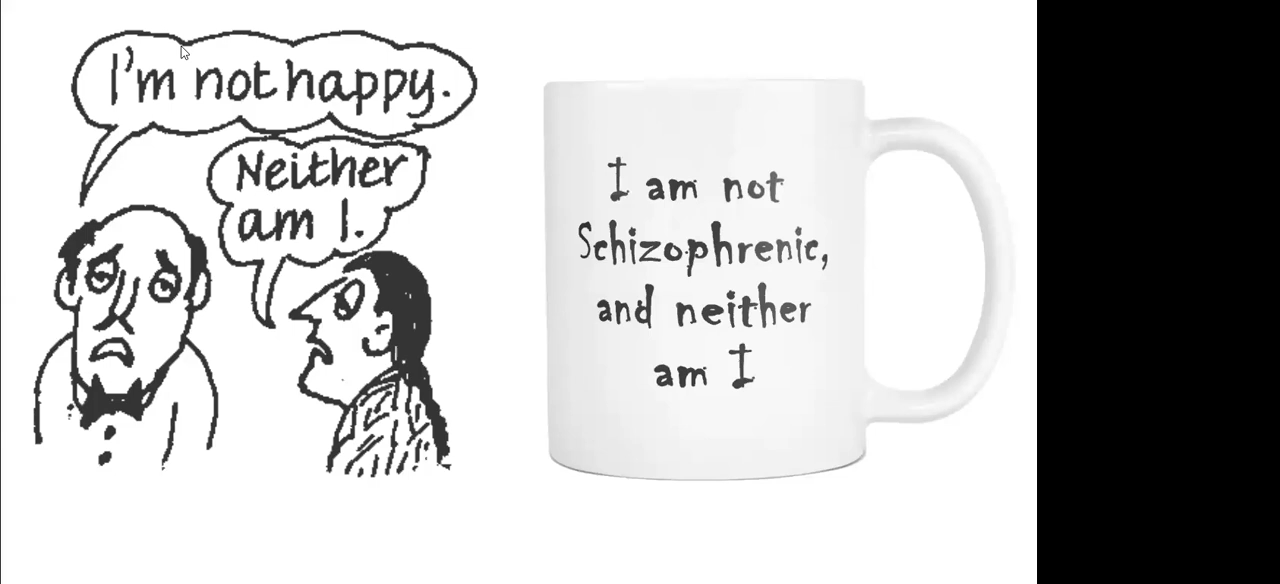 I'm not happy.
Neither
am I.
I am not
Schizophrenic,
and neither
am I